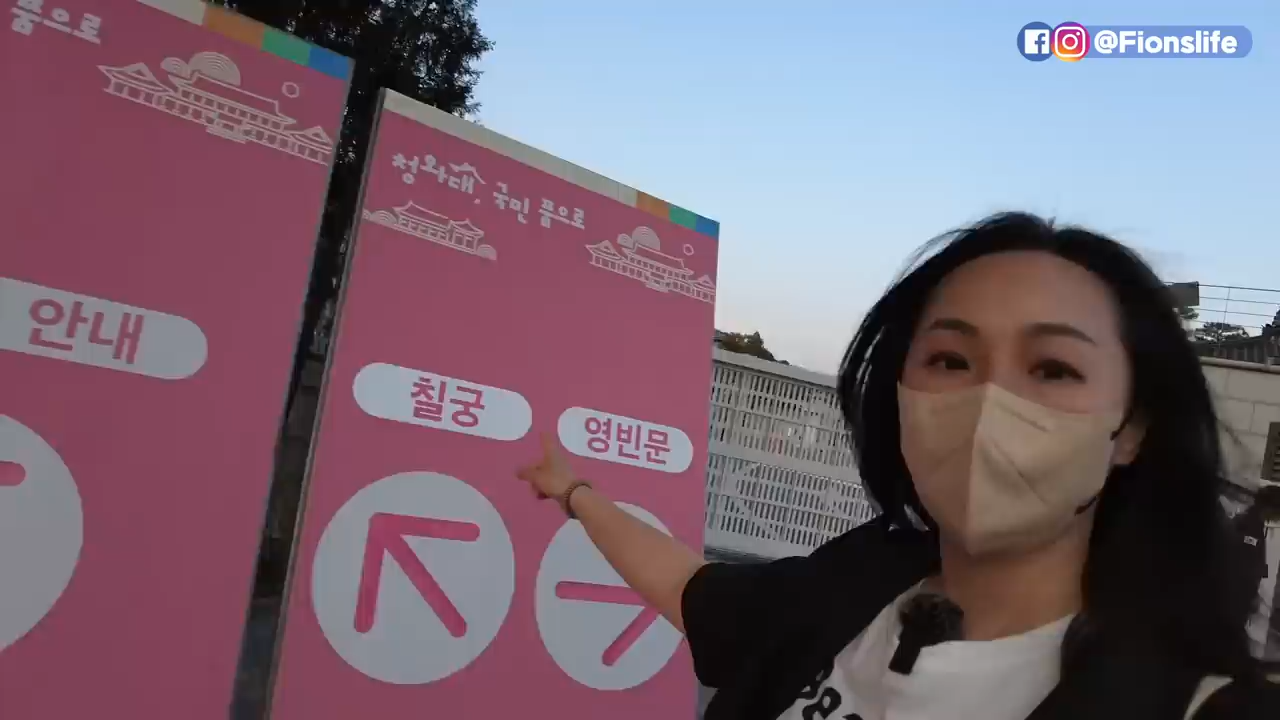 품으로
안내
청와대, 국민 품으로
칠궁
영빈문
@Fionslife